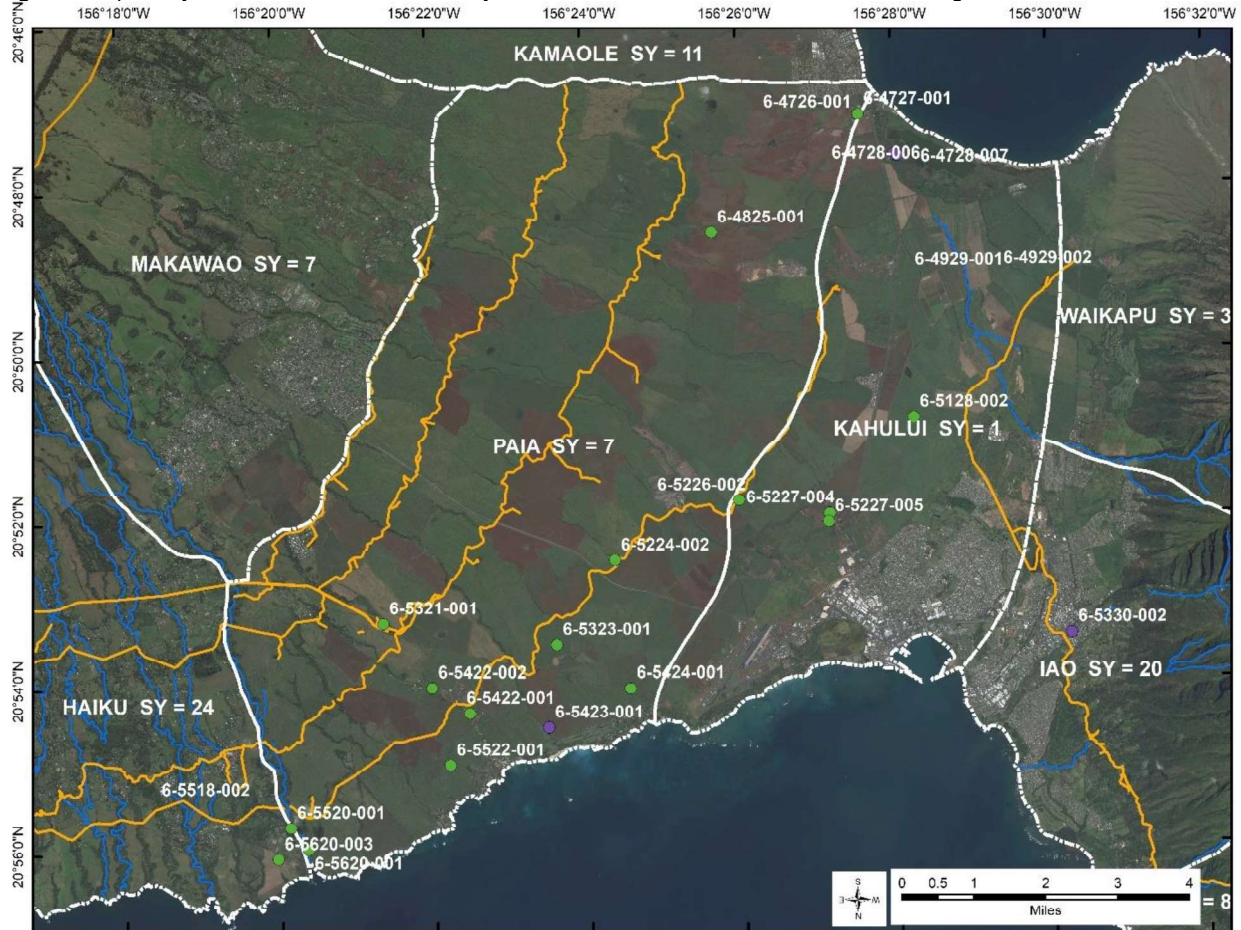 156°18'0"W 156°20'0"W 156°22'0"W 156°24'0"W 156°26'0"W 156°28'0"W 156°30'0"W 156°32'0"W
20°46'0"N
KAMAOLE SY = 11
6-4726-001 6-4727-001
6-4728-006 6-4728-007
20°48'0"N
6-4825-001
MAKAWAO SY = 7
6-4929-001 6-4929-002
WAIKAPU SY = 3
20°50'0"N
6-5128-002
KAHULUI SY = 1
PAIA SY = 7
6-5226-002
6-5227-004
6-5227-005
20°52'0"N
6-5224-002
6-5321-001
6-5323-001
6-5330-002
20°54'0"N
6-5422-002
6-5424-001
IAO SY = 20
HAIKU SY = 24
6-5422-001
6-5423-001
6-5522-001
6-5518-002
6-5520-001
20°56'0"N
6-5620-003
6-5620-001
S
E W
N
0 0.5 1 2 3 4
Miles
= 8